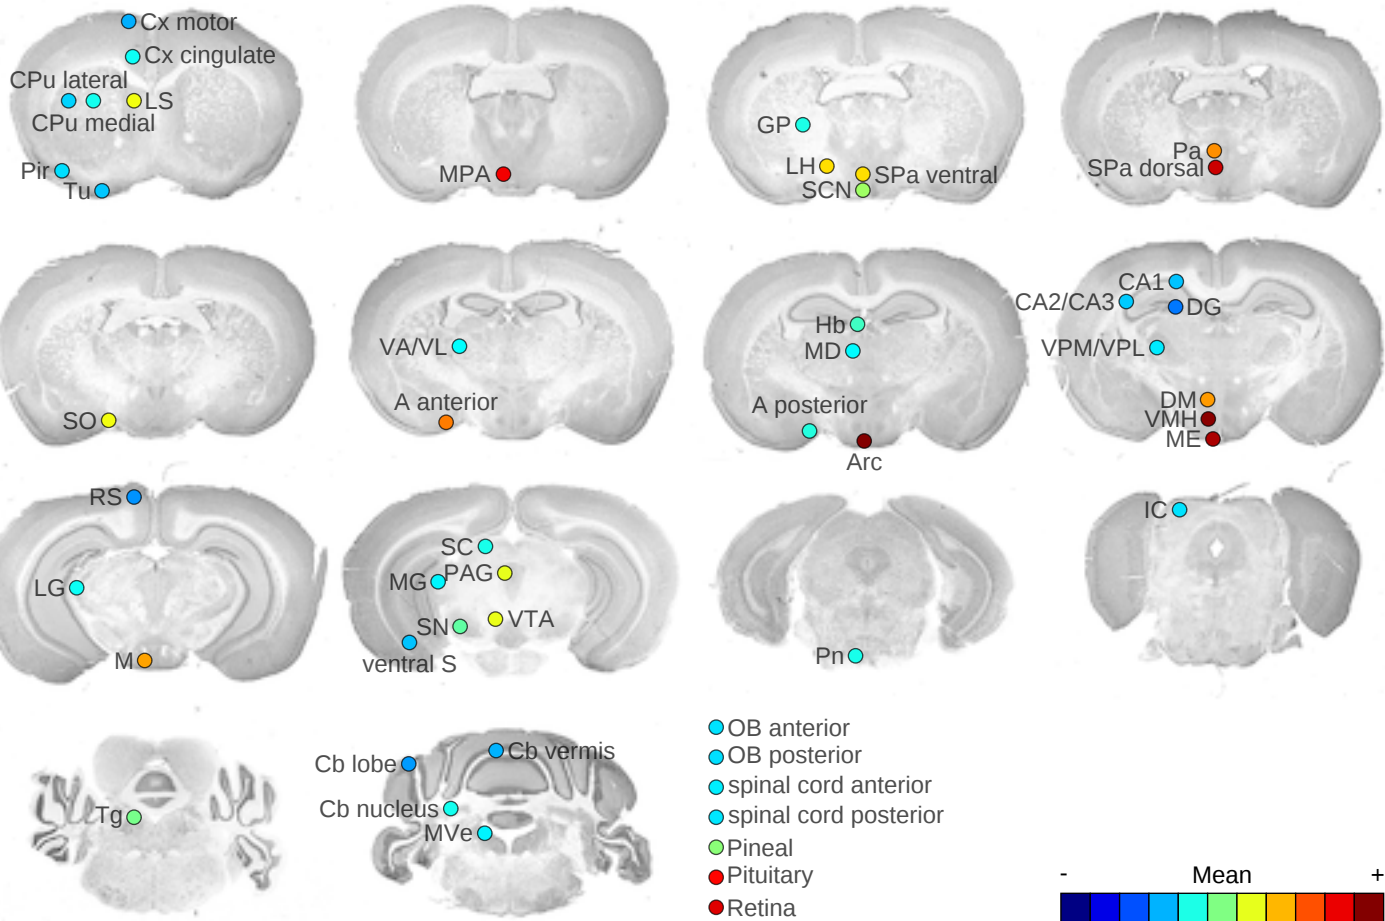 Cx motor
Cx cingulate
CPu lateral
LS
CPu medial
Pir
Tu
MPA
GP
LH
SPa ventral
SCN
Pa
SPa dorsal
SO
VA/VL
A anterior
Hb
MD
A posterior
Arc
CA1
CA2/CA3
DG
VPM/VPL
DM
VMH
ME
RS
LG
M
SC
MG
PAG
SN
VTA
ventral S
Pn
IC
Tg
Cb lobe
Cb vermis
Cb nucleus
MVe
OB anterior
OB posterior
spinal cord anterior
spinal cord posterior
Pineal
Pituitary
Retina
- Mean +